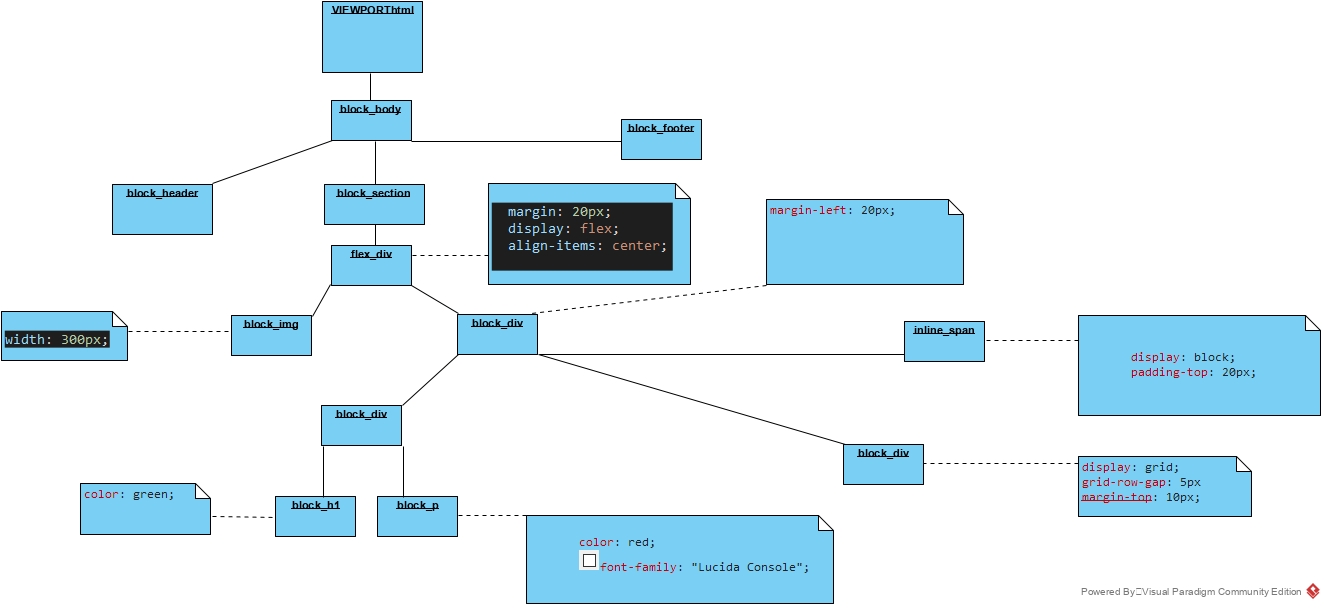 VIEWPORThtml
block_body
block_footer
block_header
block_section
margin: 20px;
display: flex;
align-items: center;
margin-left: 20px;
flex_div
width: 300px;
block_img
block_div
inline_span
display: block;
padding-top: 20px;
block_div
block_div
display: grid;
grid-row-gap: 5px
margin-top: 10px;
color: green;
block_h1
block_p
color: red;
font-family: "Lucida Console";
Powered By Visual Paradigm Community Edition